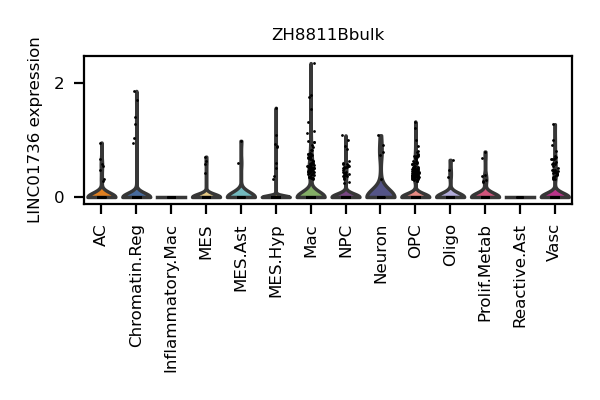 ZH8811Bbulk
LINC01736 expression
2
0
AC
Chromatin.Reg
Inflammatory.Mac
MES
MES.Ast
MES.Hyp
Mac
NPC
Neuron
OPC
Oligo
Prolif.Metab
Reactive.Ast
Vasc